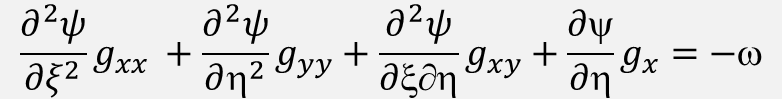 ∂²ψ/∂ξ² g_xx + ∂²ψ/∂η² g_yy + ∂²ψ/∂ξ∂η g_xy + ∂ψ/∂η g_x = −ω